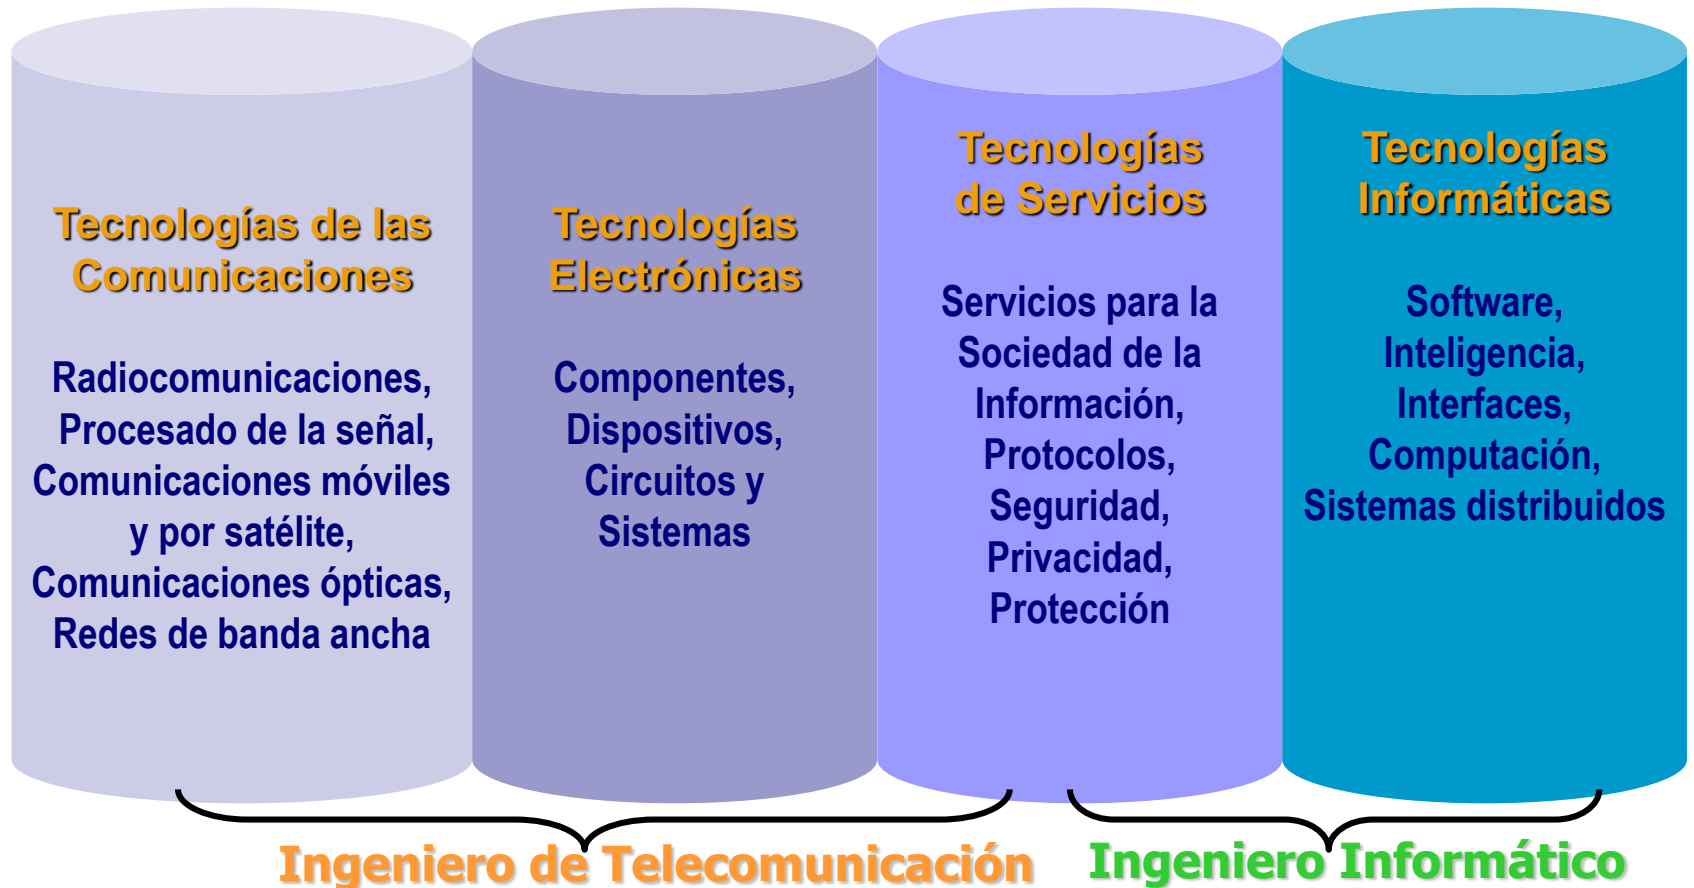 Tecnologías de las
Comunicaciones
Radiocomunicaciones,
Procesado de la señal,
Comunicaciones móviles
y por satélite,
Comunicaciones ópticas,
Redes de banda ancha
Tecnologías
Electrónicas
Componentes,
Dispositivos,
Circuitos y
Sistemas
Tecnologías
de Servicios
Servicios para la
Sociedad de la
Información,
Protocolos,
Seguridad,
Privacidad,
Protección
Tecnologías
Informáticas
Software,
Inteligencia,
Interfaces,
Computación,
Sistemas distribuidos
Ingeniero de Telecomunicación
Ingeniero Informático